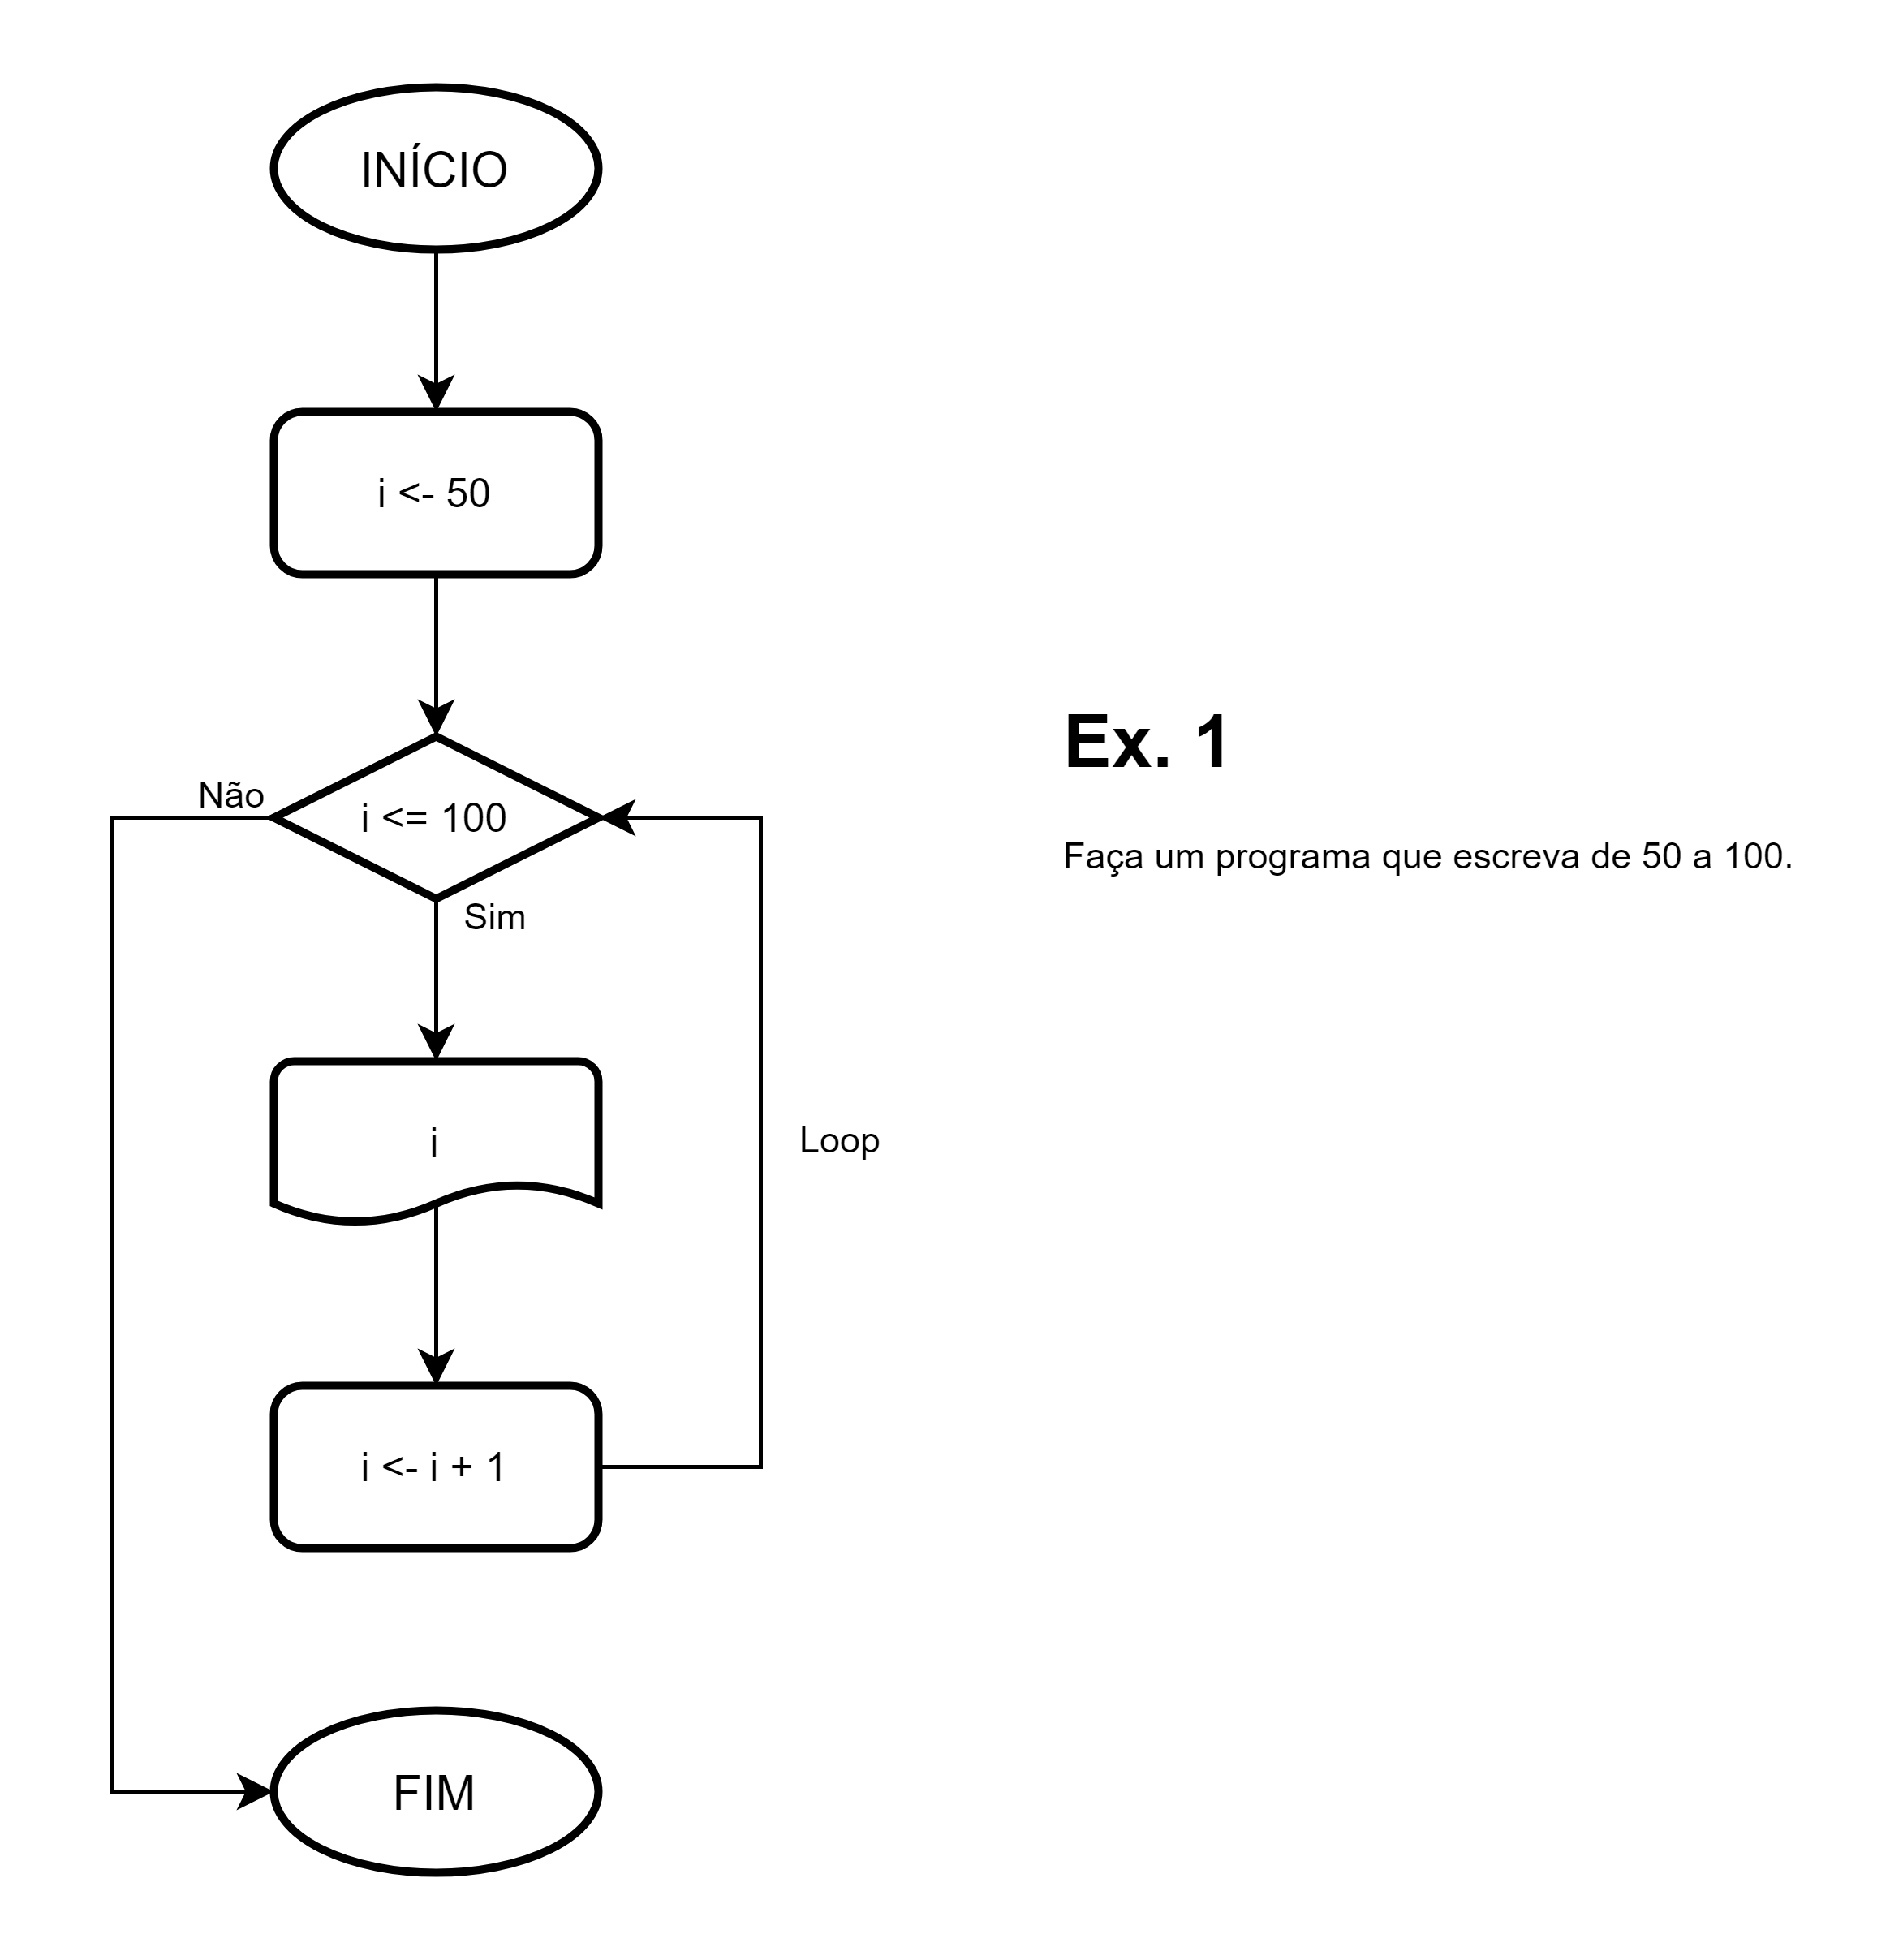 INÍCIO
i <- 50
Não
i <= 100
Sim
i
Loop
i <- i + 1
FIM
Ex. 1
Faça um programa que escreva de 50 a 100.